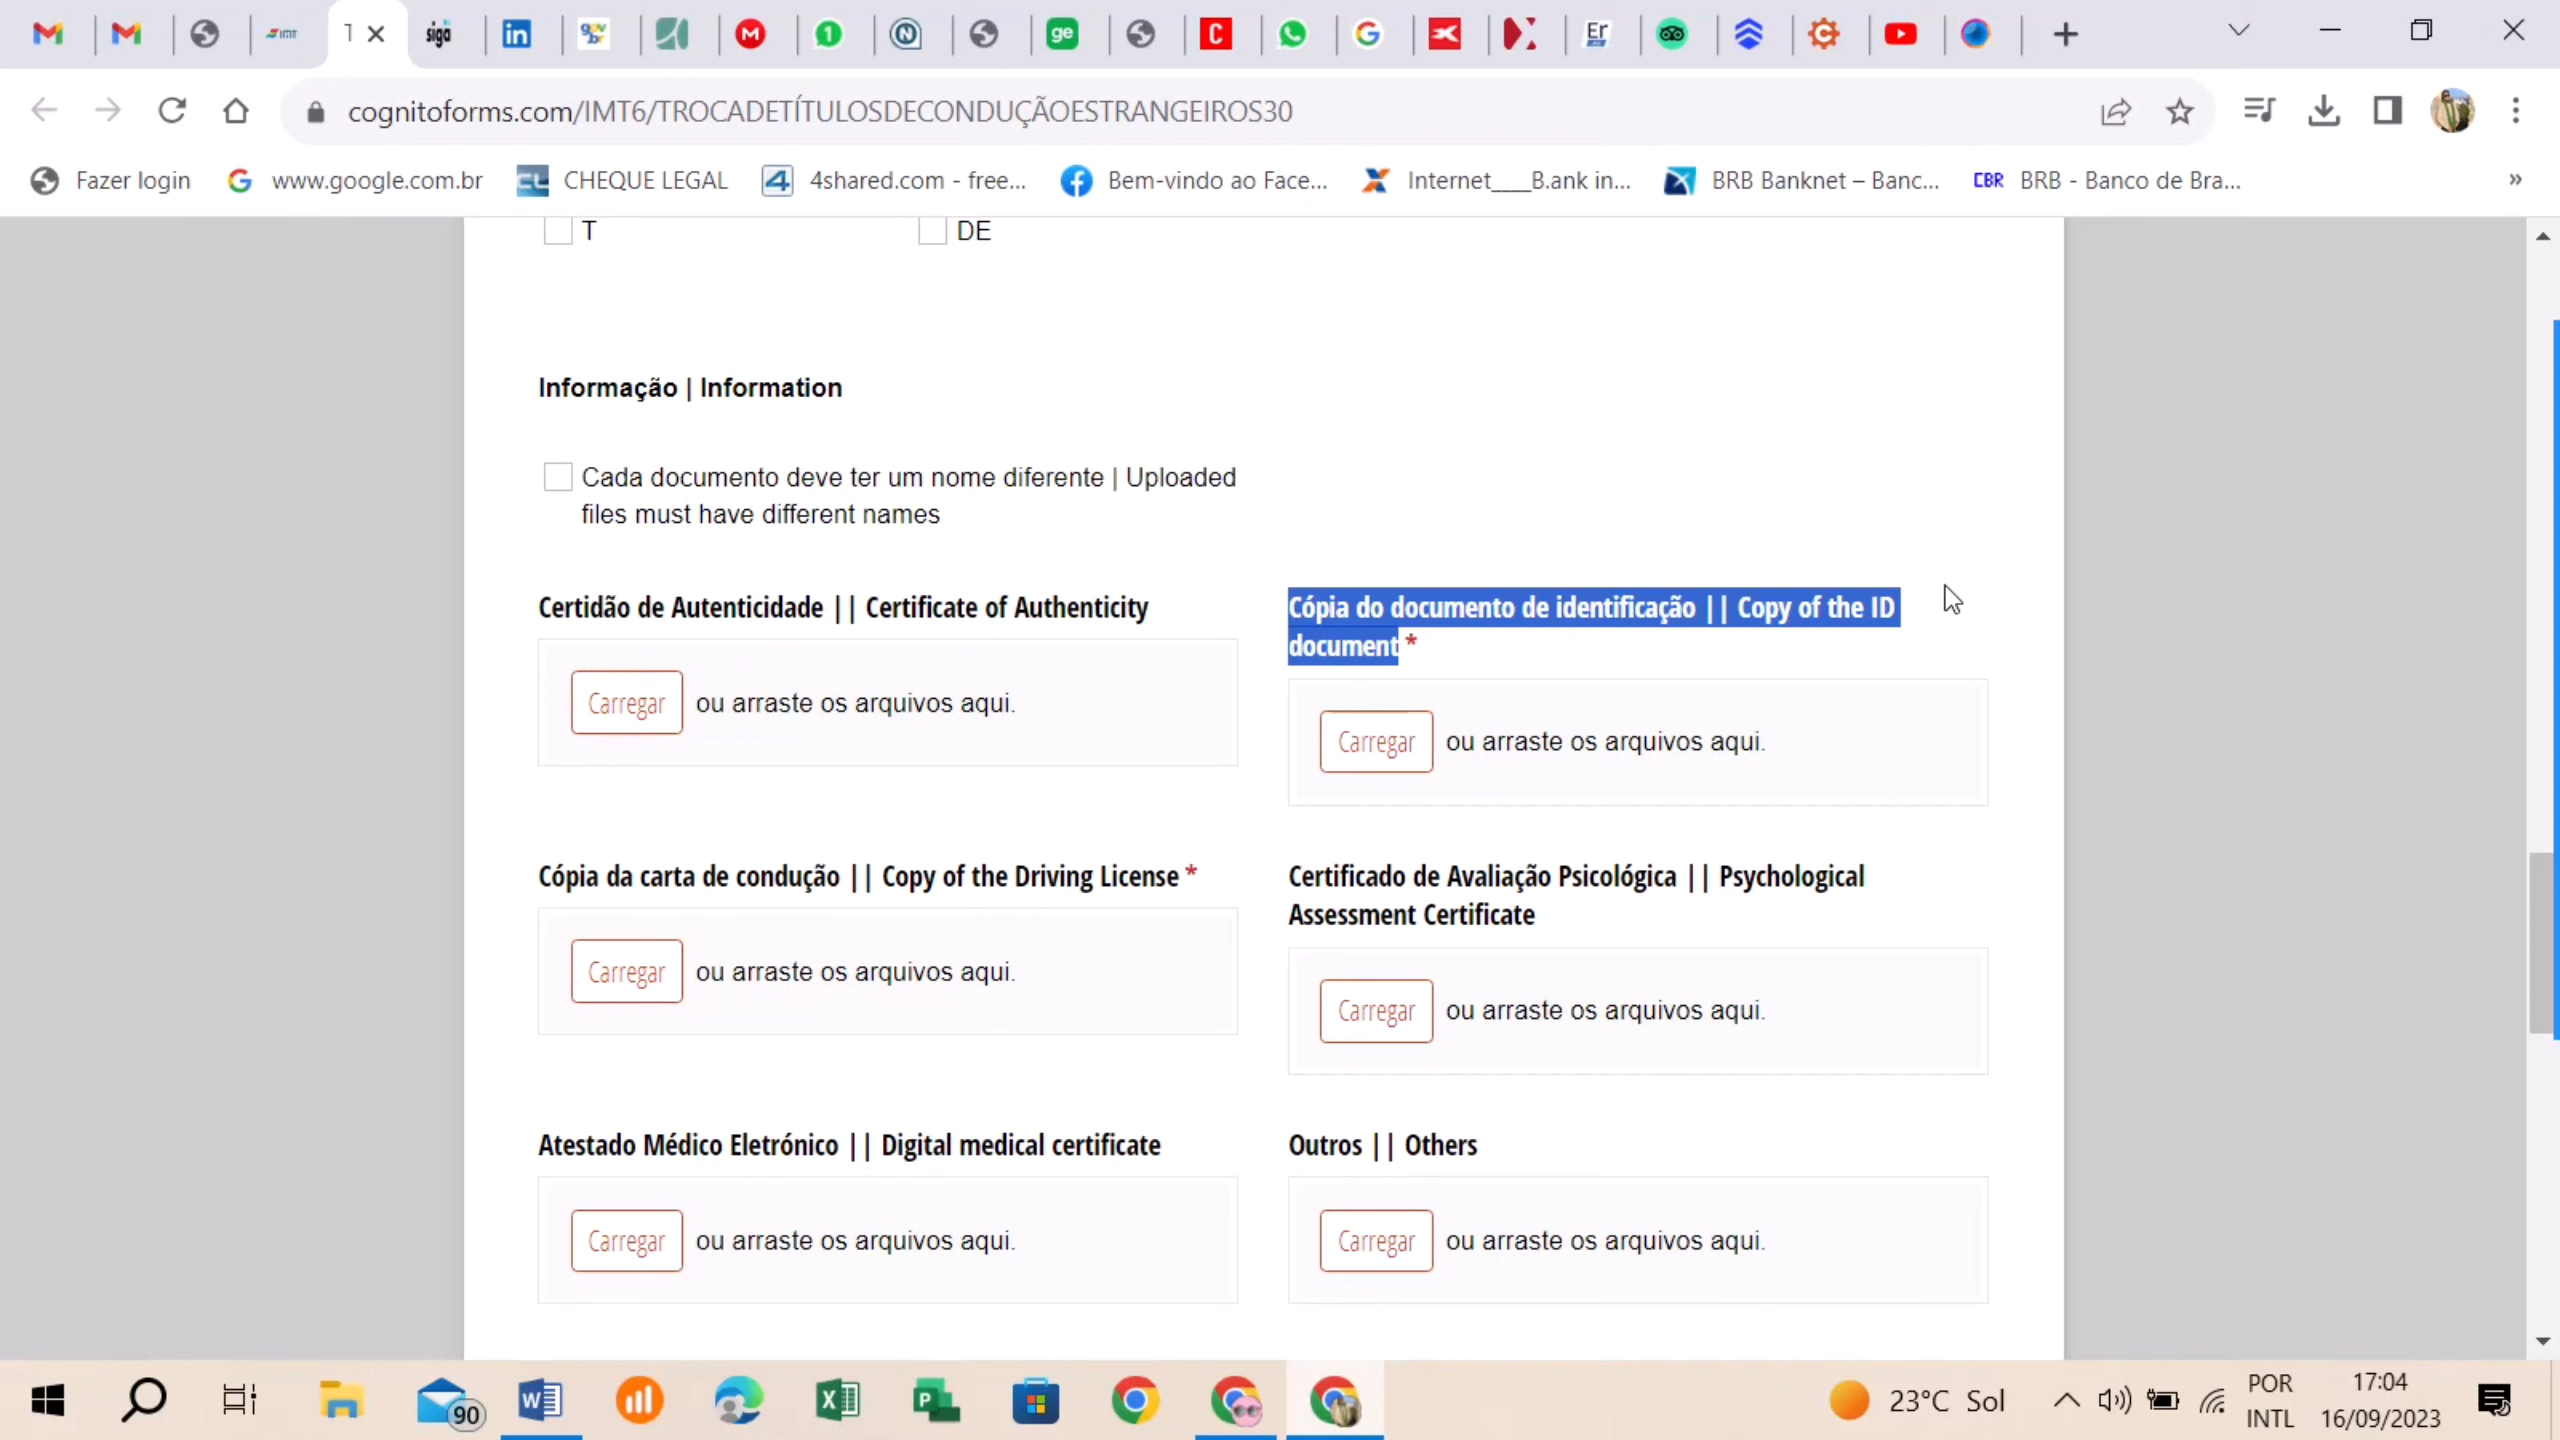 1
siga
ge
Er
cognitoforms.com/IMT6/TROCADETÍTULOSDECONDUÇÃOESTRANGEIROS30
Fazer login
www.google.com.br
CHEQUE LEGAL
4shared.com - free...
Bem-vindo ao Face...
Internet____B.ank in...
BRB Banknet – Banc...
CBR BRB - Banco de Bra...
T
DE
Informação | Information
Cada documento deve ter um nome diferente | Uploaded
files must have different names
Certidão de Autenticidade || Certificate of Authenticity
Carregar ou arraste os arquivos aqui.
Cópia do documento de identificação || Copy of the ID
document *
Carregar ou arraste os arquivos aqui.
Cópia da carta de condução || Copy of the Driving License *
Carregar ou arraste os arquivos aqui.
Certificado de Avaliação Psicológica || Psychological
Assessment Certificate
Carregar ou arraste os arquivos aqui.
Atestado Médico Eletrónico || Digital medical certificate
Carregar ou arraste os arquivos aqui.
Outros || Others
Carregar ou arraste os arquivos aqui.
90
23°C Sol
POR
INTL
17:04
16/09/2023